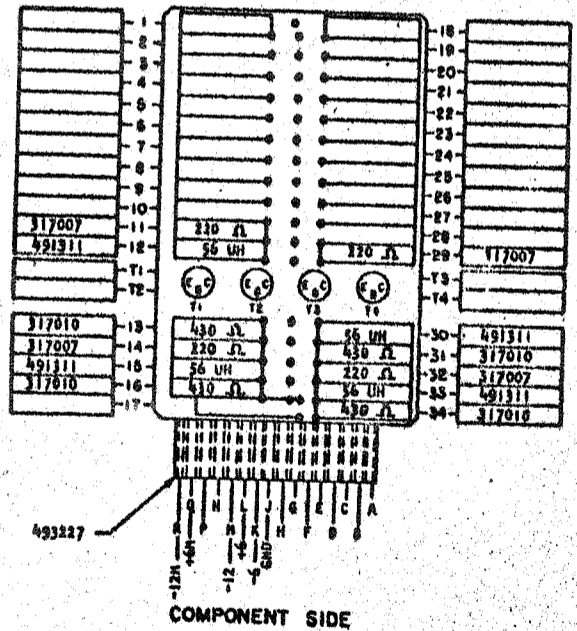 1 18
2 19
3 20
4 21
5 22
6 23
7 24
8 25
9 26
10 27
317007 11 220 Ω 28
491311 12 56 UH 220 Ω 29 117007
T1 E B C E B C E B C E B C T3
T2 T1 T2 T3 T4 T4
317010 13 430 Ω 56 UH 30 491311
317007 14 220 Ω 430 Ω 31 317010
491311 15 56 UH 220 Ω 32 317007
317010 16 430 Ω 56 UH 33 491311
17 430 Ω 34 317010
493227
R Q P N M L K J H G F E D C B A
-12M +6M -12 +6 -6 GND
COMPONENT SIDE